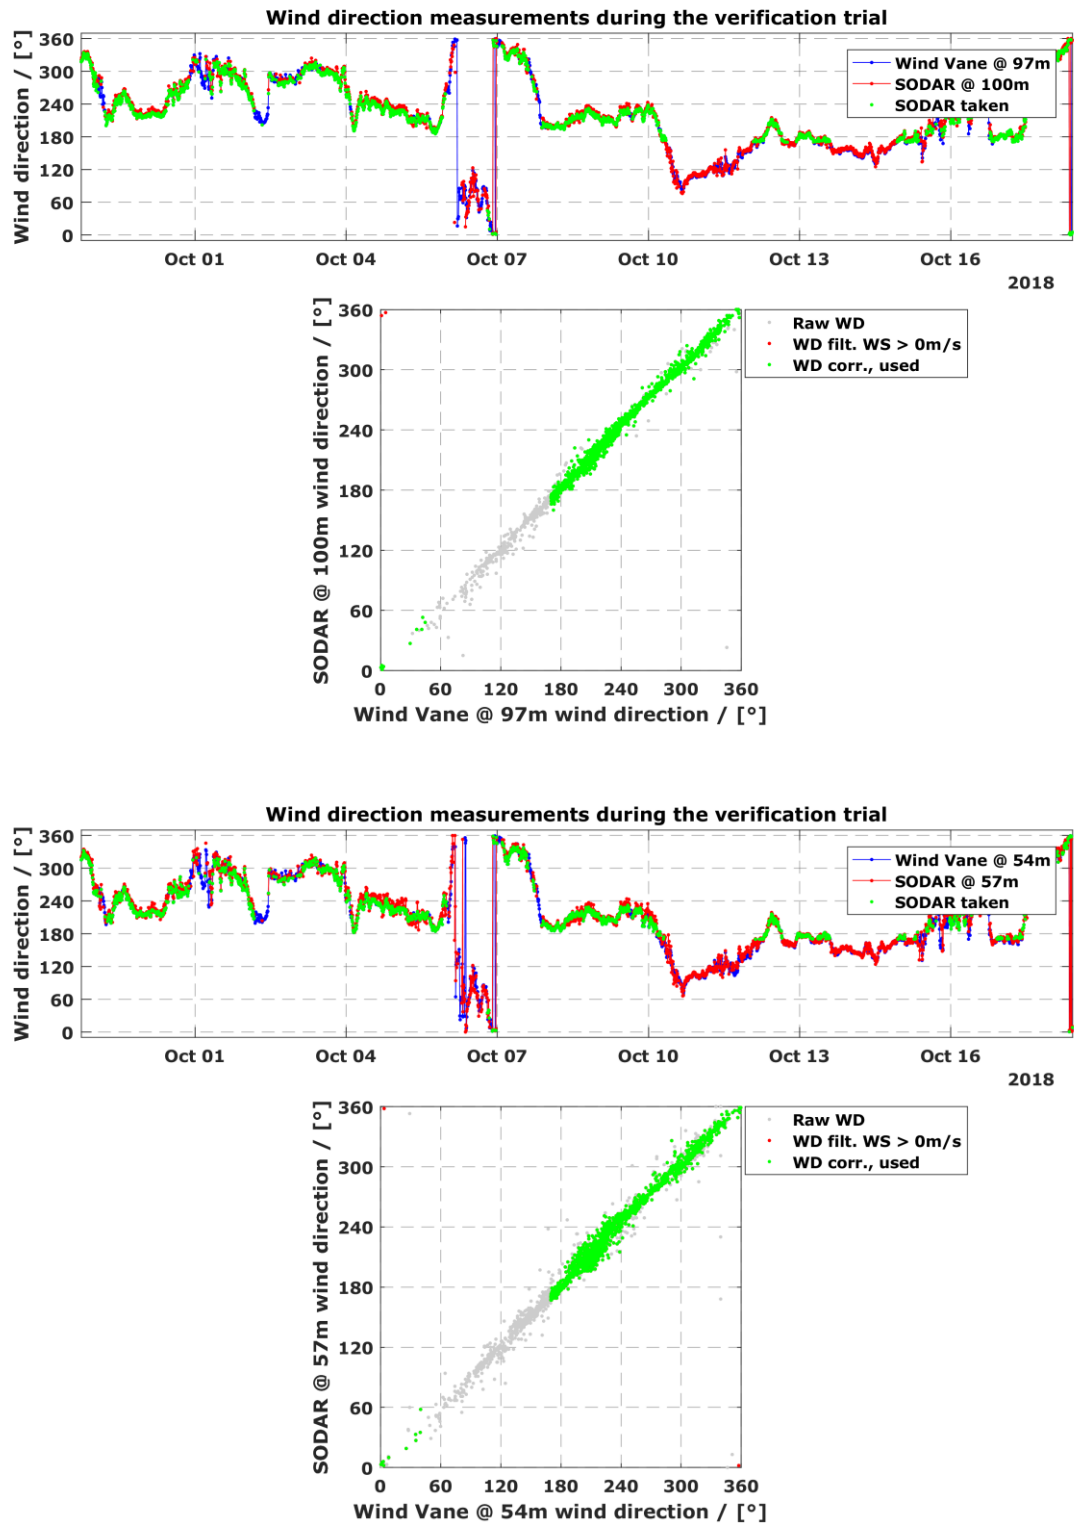 Wind direction measurements during the verification trial
Wind direction / [°]
360
300
240
180
120
60
0
Wind Vane @ 97m
SODAR @ 100m
SODAR taken
Oct 01 Oct 04 Oct 07 Oct 10 Oct 13 Oct 16
2018
SODAR @ 100m wind direction / [°]
360
300
240
180
120
60
0
Raw WD
WD filt. WS > 0m/s
WD corr., used
0 60 120 180 240 300 360
Wind Vane @ 97m wind direction / [°]
Wind direction measurements during the verification trial
Wind direction / [°]
360
300
240
180
120
60
0
Wind Vane @ 54m
SODAR @ 57m
SODAR taken
Oct 01 Oct 04 Oct 07 Oct 10 Oct 13 Oct 16
2018
SODAR @ 57m wind direction / [°]
360
300
240
180
120
60
0
Raw WD
WD filt. WS > 0m/s
WD corr., used
0 60 120 180 240 300 360
Wind Vane @ 54m wind direction / [°]